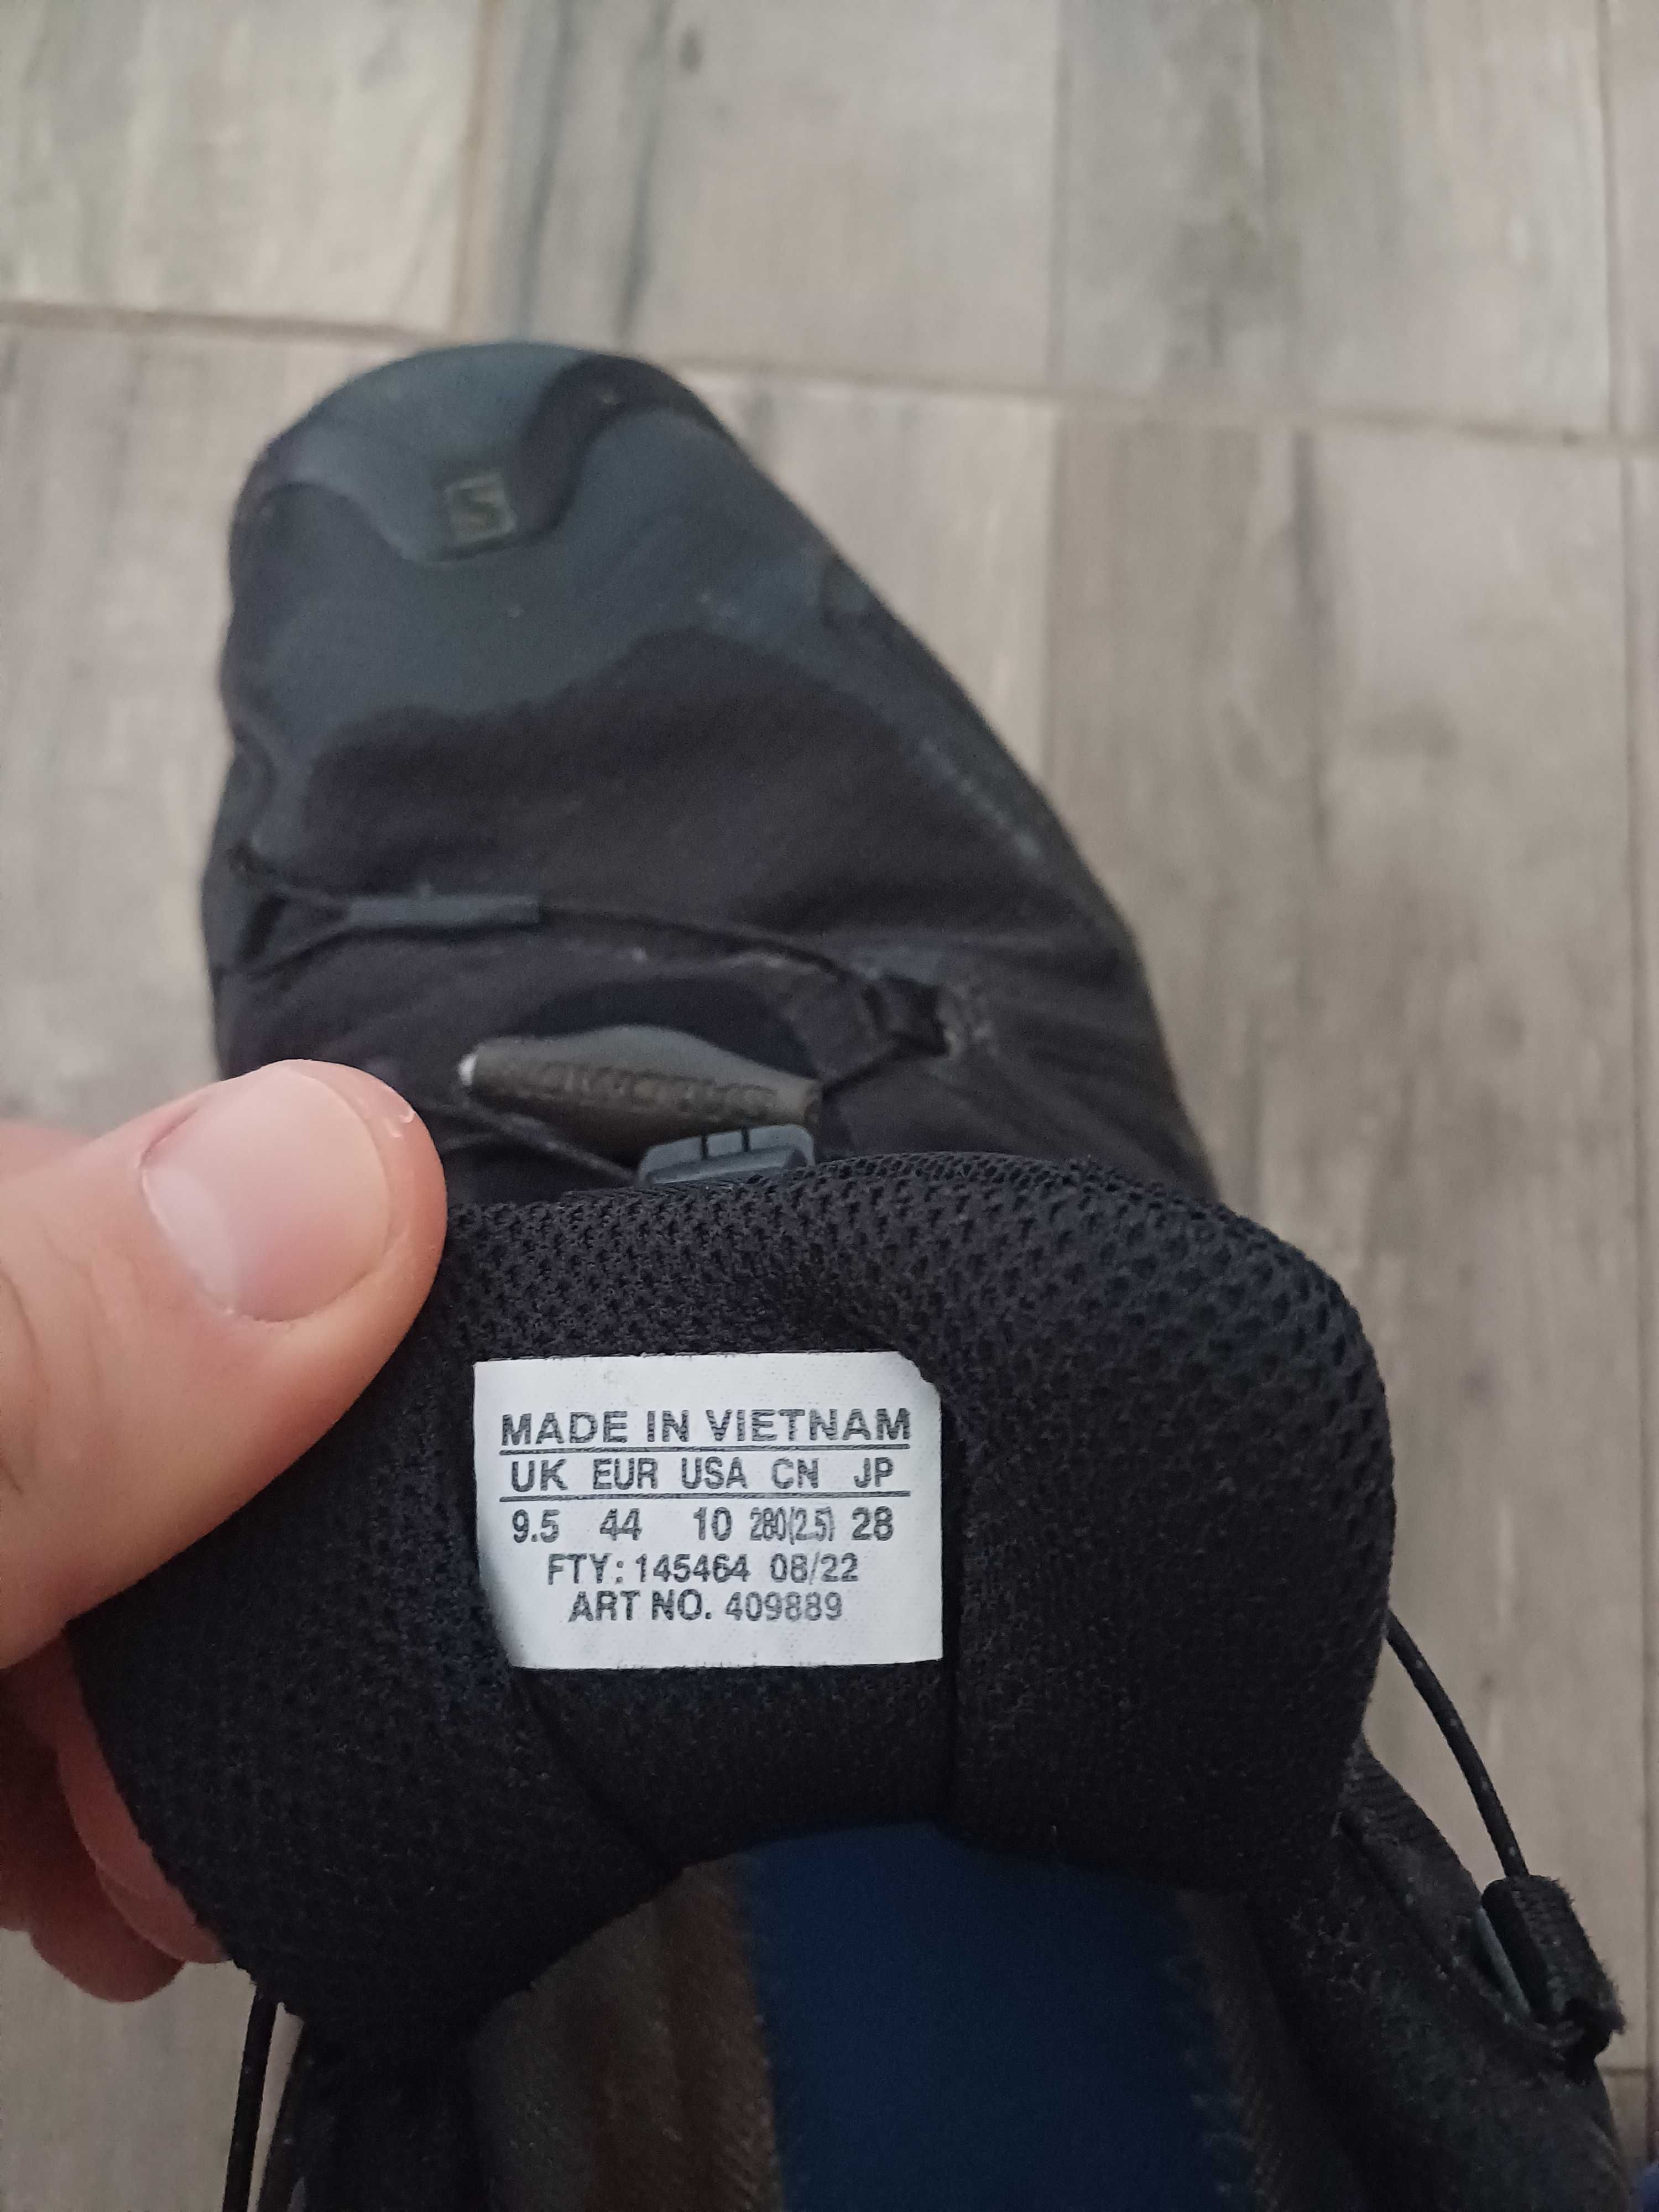 S
MADE IN VIETNAM
UK EUR USA CN JP
9.5 44 10 280(2.5) 28
FTY: 145464 08/22
ART NO. 409889